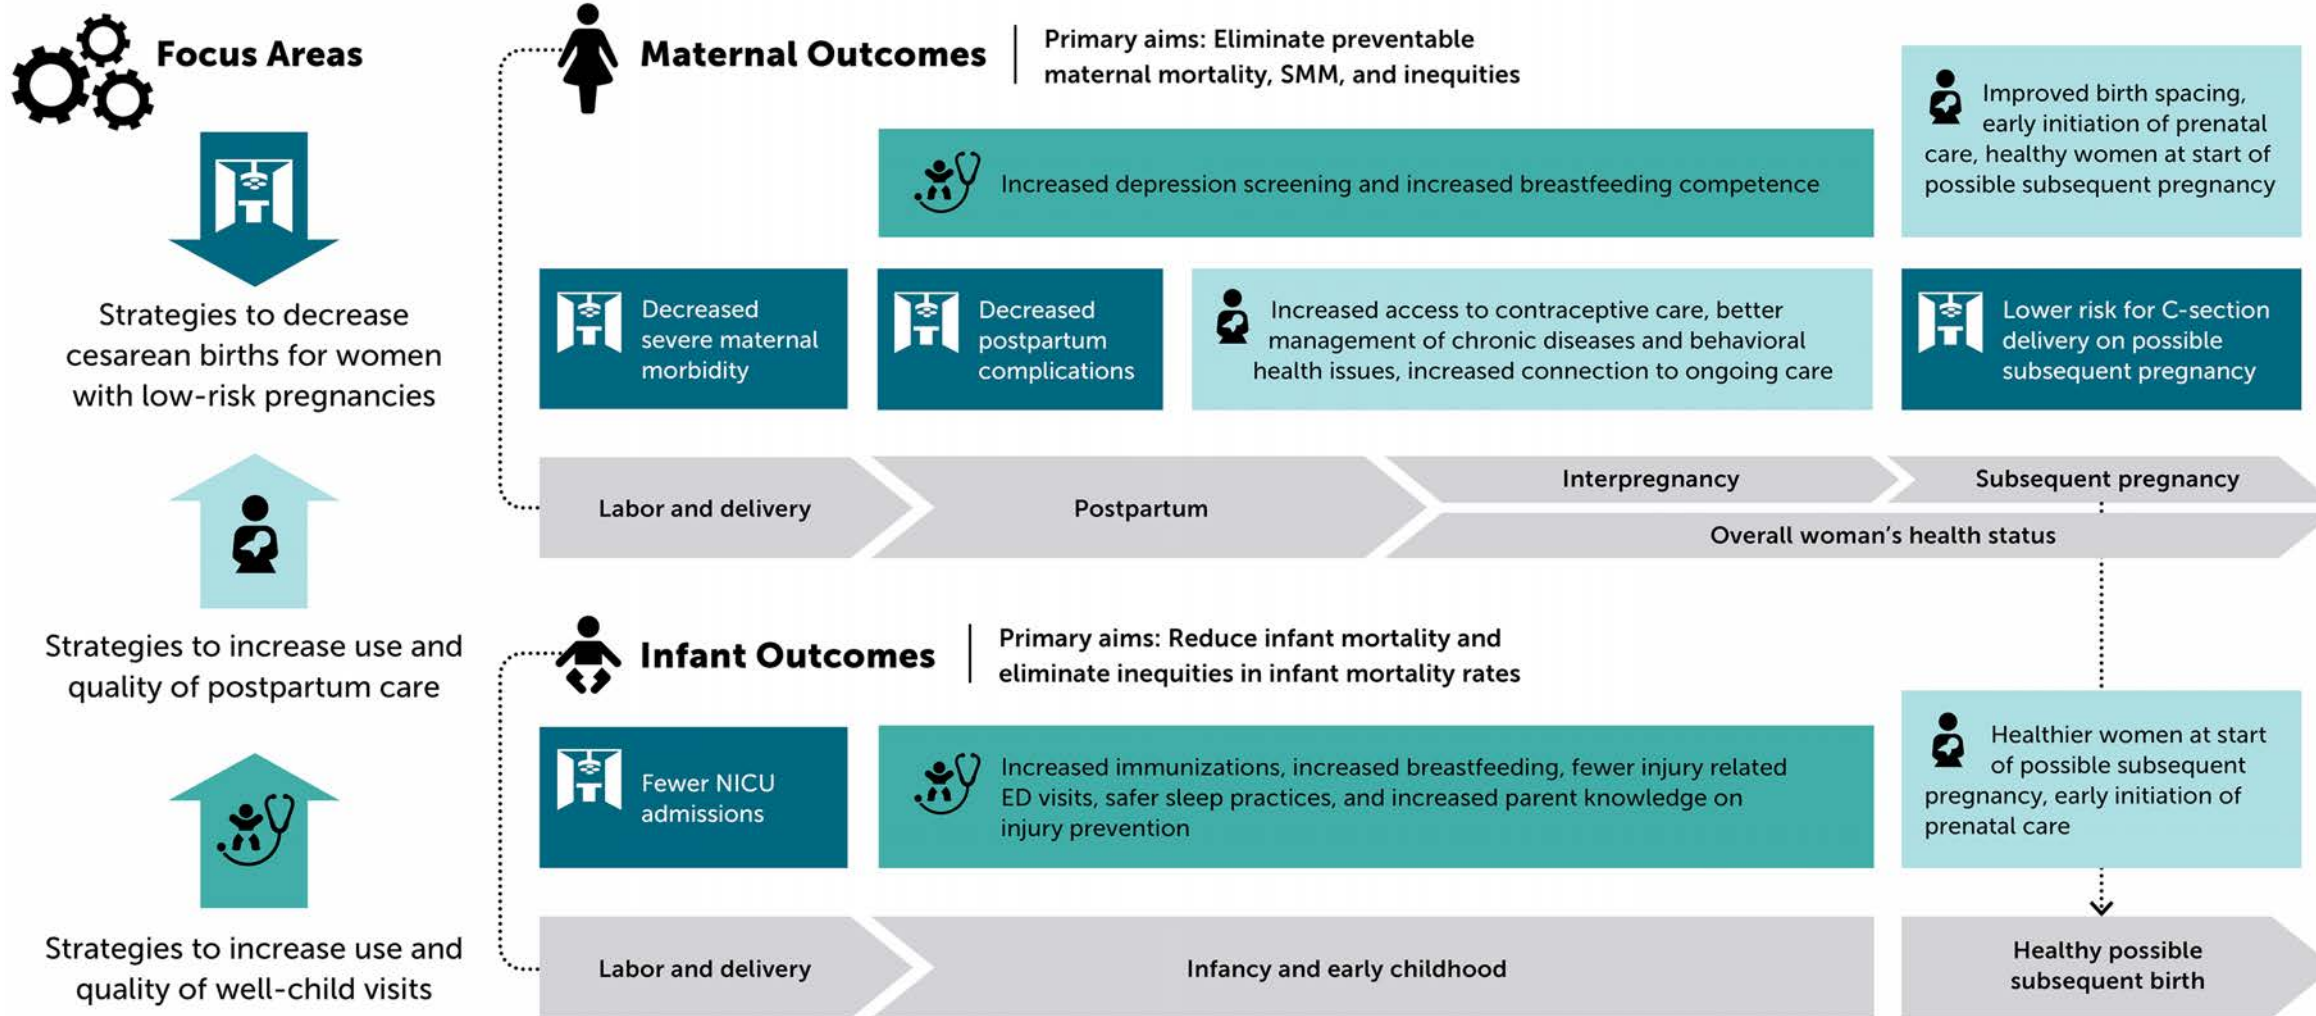 Focus Areas
Strategies to decrease
cesarean births for women
with low-risk pregnancies
Strategies to increase use and
quality of postpartum care
Strategies to increase use and
quality of well-child visits
Maternal Outcomes
Primary aims: Eliminate preventable
maternal mortality, SMM, and inequities
Increased depression screening and increased breastfeeding competence
Improved birth spacing,
early initiation of prenatal
care, healthy women at start of
possible subsequent pregnancy
Decreased
severe maternal
morbidity
Decreased
postpartum
complications
Increased access to contraceptive care, better
management of chronic diseases and behavioral
health issues, increased connection to ongoing care
Lower risk for C-section
delivery on possible
subsequent pregnancy
Labor and delivery
Postpartum
Interpregnancy
Subsequent pregnancy
Overall woman's health status
Infant Outcomes
Primary aims: Reduce infant mortality and
eliminate inequities in infant mortality rates
Fewer NICU
admissions
Increased immunizations, increased breastfeeding, fewer injury related
ED visits, safer sleep practices, and increased parent knowledge on
injury prevention
Healthier women at start
of possible subsequent
pregnancy, early initiation of
prenatal care
Labor and delivery
Infancy and early childhood
Healthy possible
subsequent birth